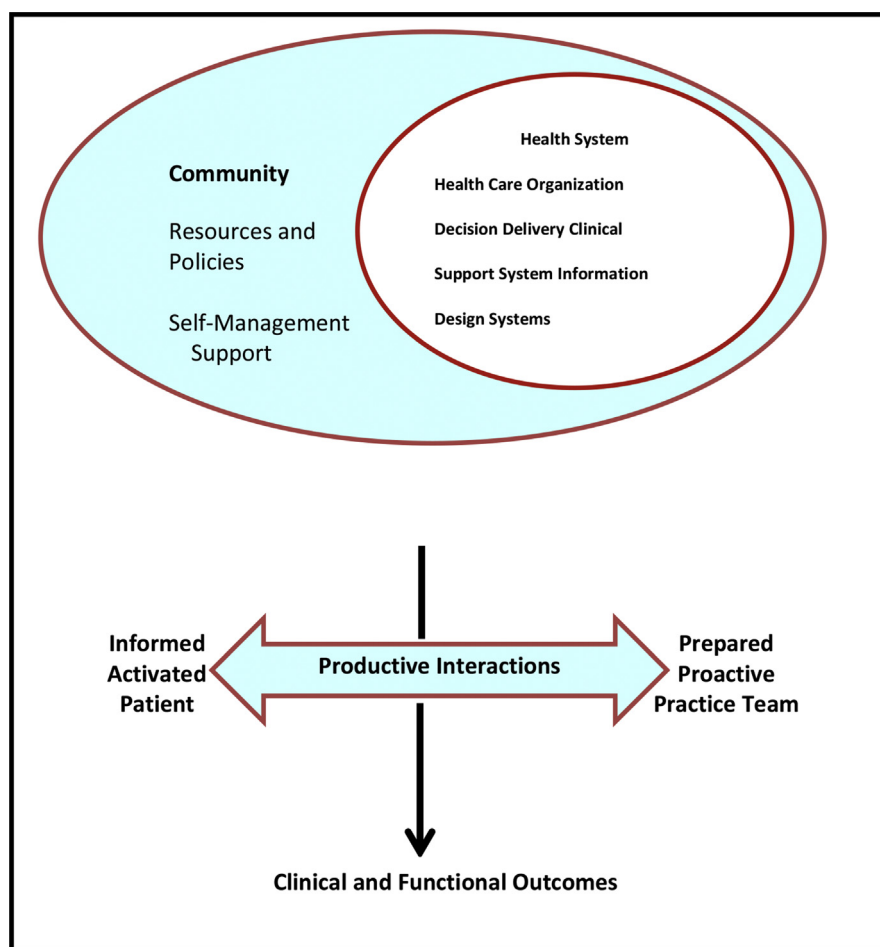 Community
Resources and
Policies
Self-Management
Support
Health System
Health Care Organization
Decision Delivery Clinical
Support System Information
Design Systems
Informed
Activated
Patient
Productive Interactions
Prepared
Proactive
Practice Team
Clinical and Functional Outcomes